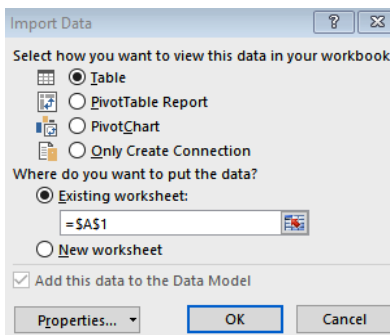 Import Data
Select how you want to view this data in your workbook
Table
PivotTable Report
PivotChart
Only Create Connection
Where do you want to put the data?
Existing worksheet:
=$A$1
New worksheet
Add this data to the Data Model
Properties...
OK
Cancel